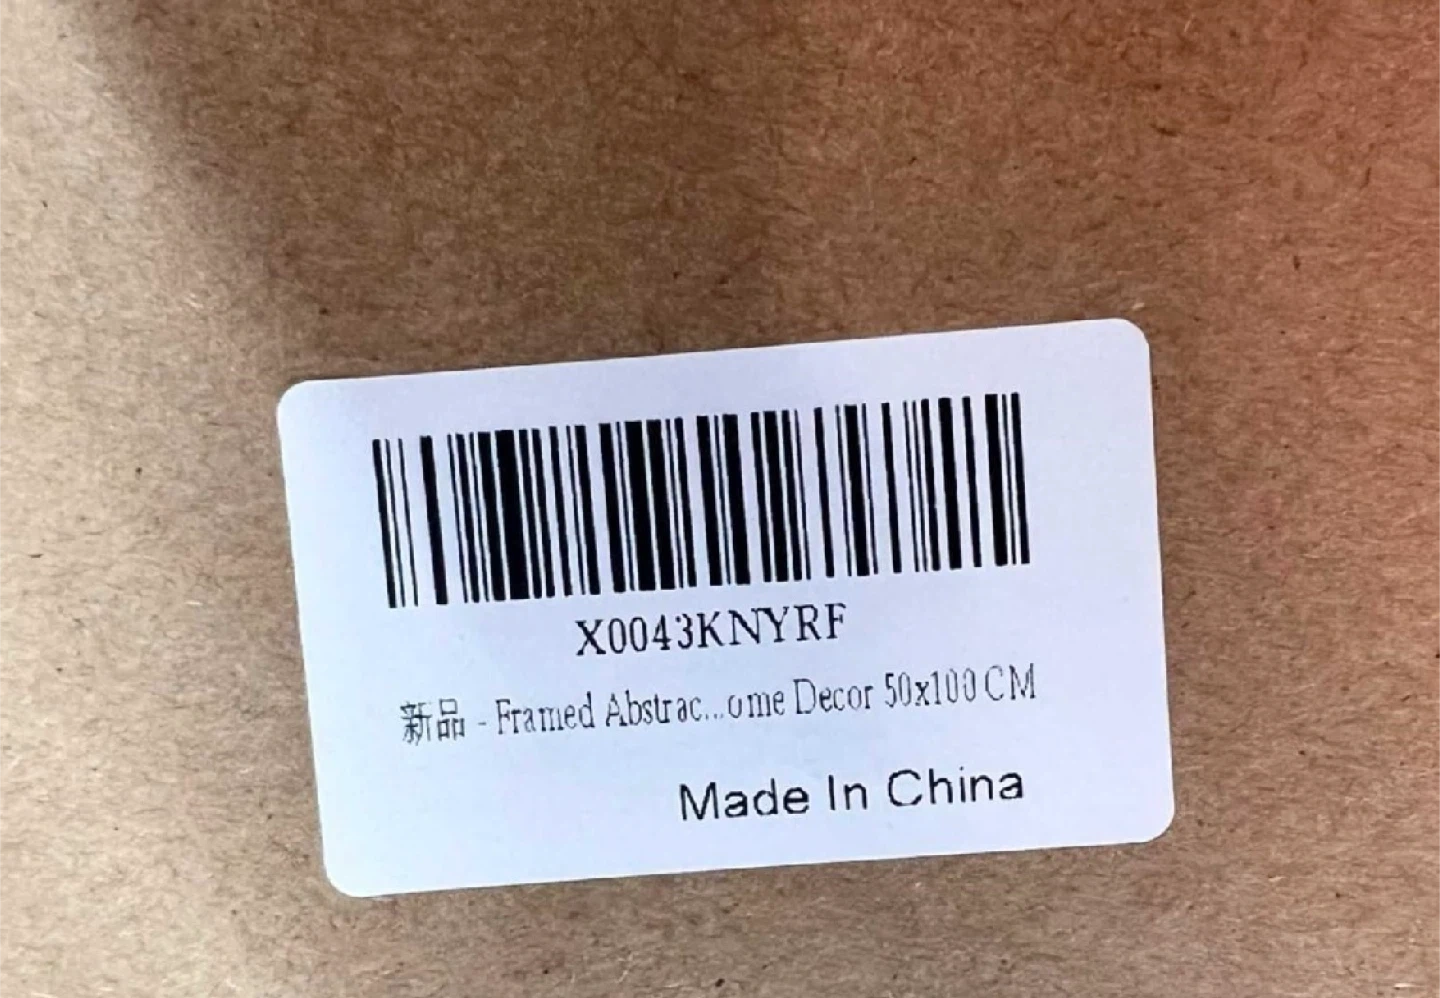 X0043KNYRF
新品 - Framed Abstrac...ome Decor 50x100 CM
Made In China